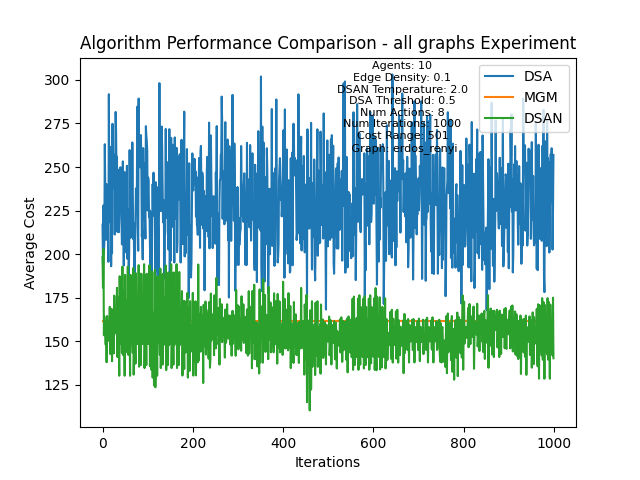 Algorithm Performance Comparison - all graphs Experiment
Agents: 10
Edge Density: 0.1
DSAN Temperature: 2.0
DSA Threshold: 0.5
Num Actions: 8
Num Iterations: 1000
Cost Range: 501
Graph: erdos_renyi
DSA
MGM
DSAN
Average Cost
300
275
250
225
200
175
150
125
0
200
400
600
800
1000
Iterations